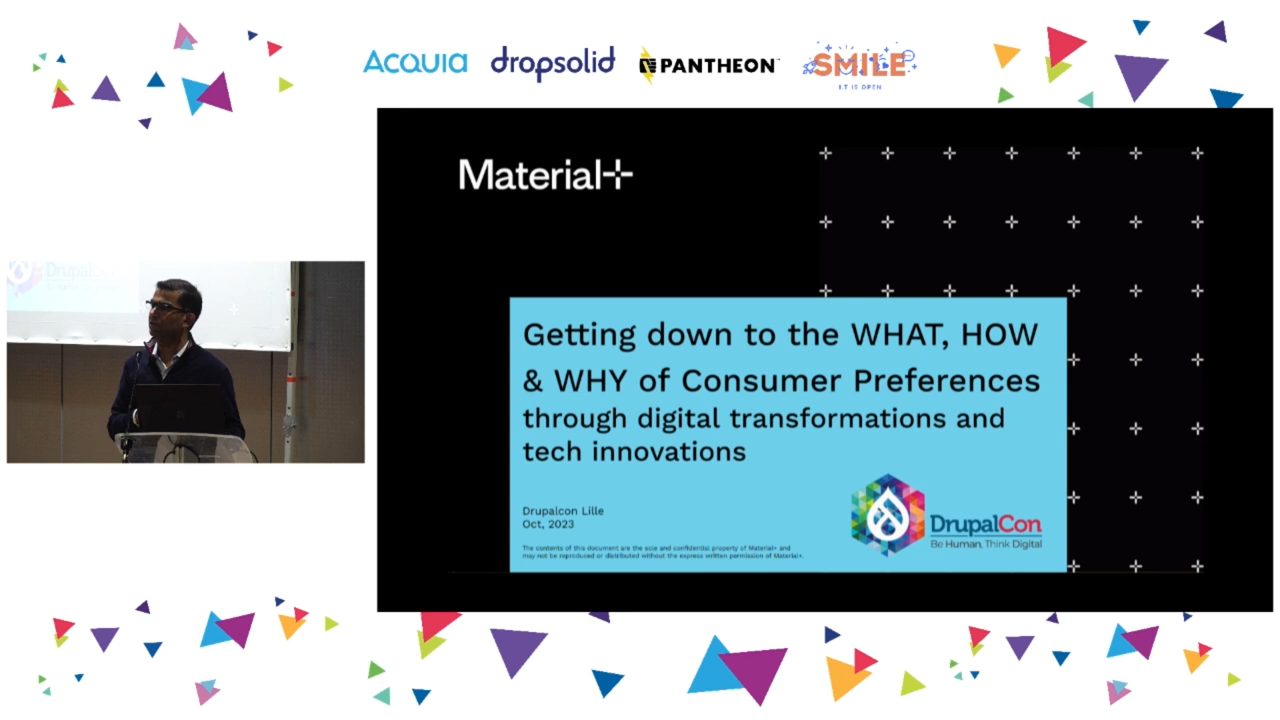 ACQUIA
dropsolid
PANTHEON
SMILE
I.T IS OPEN
Material+
Getting down to the WHAT, HOW
& WHY of Consumer Preferences
through digital transformations and
tech innovations
Drupalcon Lille
Oct, 2023
DrupalCon
Be Human, Think Digital
The contents of this document are the sole and confidential property of Material+ and
may not be reproduced or distributed without the express written permission of Material+.